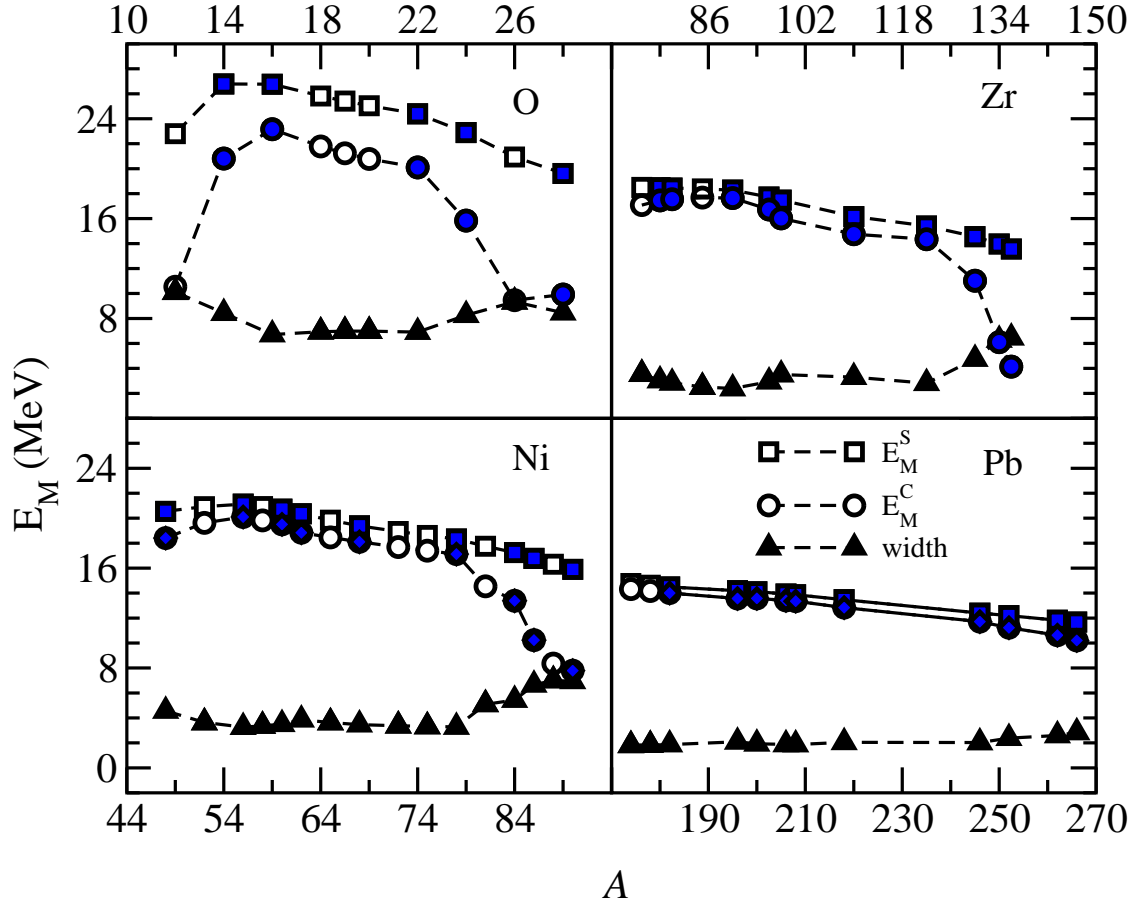 10 14 18 22 26 86 102 118 134 150
24 O Zr
16
8
E_M (MeV)
24 Ni E_M^S Pb
E_M^C
16 width
8
0
44 54 64 74 84 190 210 230 250 270
A